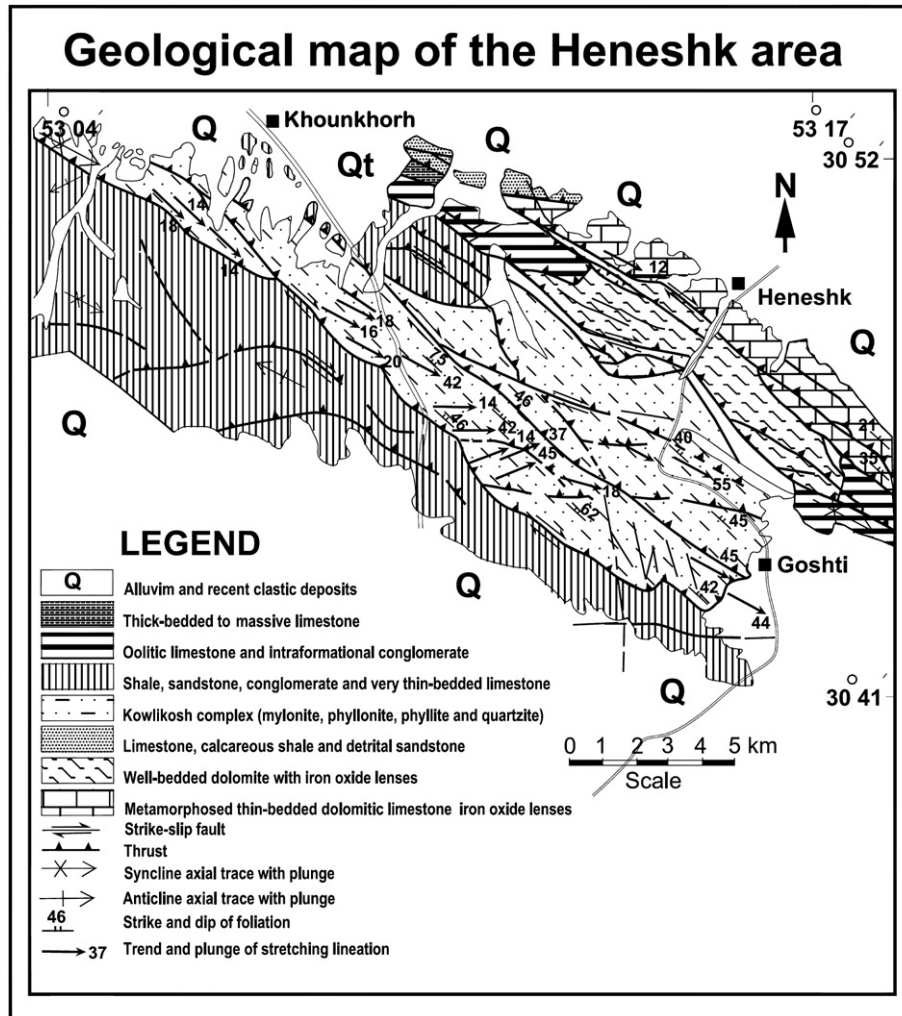 Geological map of the Heneshk area
53 04
Q
Khounkhorh
Q
53 17
30 52
Qt
Q
N
14
18
14
12
Heneshk
18
16
Q
20
75
42
46
14
46
42
14
37
45
40
21
35
Q
55
18
62
45
45
42
44
Goshti
Q
Q
30 41
LEGEND
Q Alluvim and recent clastic deposits
Thick-bedded to massive limestone
Oolitic limestone and intraformational conglomerate
Shale, sandstone, conglomerate and very thin-bedded limestone
Kowlikosh complex (mylonite, phyllonite, phyllite and quartzite)
Limestone, calcareous shale and detrital sandstone
Well-bedded dolomite with iron oxide lenses
Metamorphosed thin-bedded dolomitic limestone iron oxide lenses
Strike-slip fault
Thrust
Syncline axial trace with plunge
Anticline axial trace with plunge
46 Strike and dip of foliation
37 Trend and plunge of stretching lineation
0 1 2 3 4 5 km
Scale